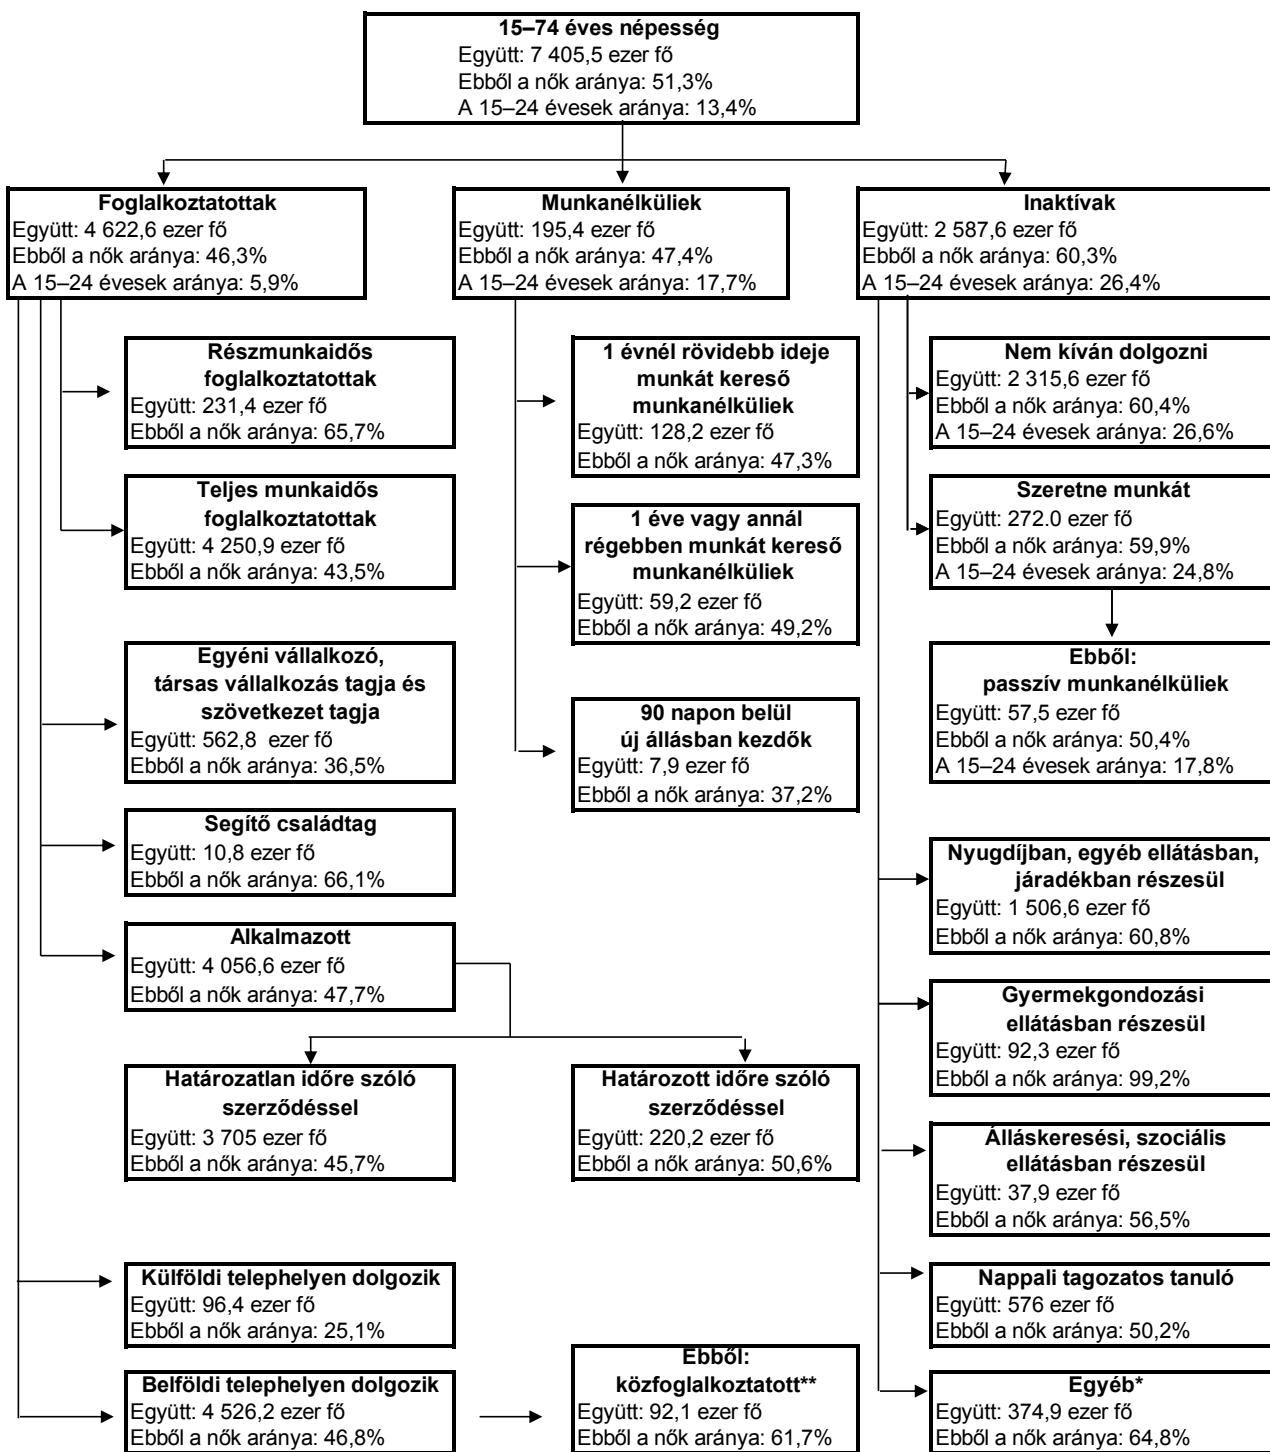 15–74 éves népesség
Együtt: 7 405,5 ezer fő
Ebből a nők aránya: 51,3%
A 15–24 évesek aránya: 13,4%
Foglalkoztatottak
Együtt: 4 622,6 ezer fő
Ebből a nők aránya: 46,3%
A 15–24 évesek aránya: 5,9%
Munkanélküliek
Együtt: 195,4 ezer fő
Ebből a nők aránya: 47,4%
A 15–24 évesek aránya: 17,7%
Inaktívak
Együtt: 2 587,6 ezer fő
Ebből a nők aránya: 60,3%
A 15–24 évesek aránya: 26,4%
Részmunkaidős
foglalkoztatottak
Együtt: 231,4 ezer fő
Ebből a nők aránya: 65,7%
Teljes munkaidős
foglalkoztatottak
Együtt: 4 250,9 ezer fő
Ebből a nők aránya: 43,5%
Egyéni vállalkozó,
társas vállalkozás tagja és
szövetkezet tagja
Együtt: 562,8 ezer fő
Ebből a nők aránya: 36,5%
Segítő családtag
Együtt: 10,8 ezer fő
Ebből a nők aránya: 66,1%
Alkalmazott
Együtt: 4 056,6 ezer fő
Ebből a nők aránya: 47,7%
Határozatlan időre szóló
szerződéssel
Együtt: 3 705 ezer fő
Ebből a nők aránya: 45,7%
Külföldi telephelyen dolgozik
Együtt: 96,4 ezer fő
Ebből a nők aránya: 25,1%
Belföldi telephelyen dolgozik
Együtt: 4 526,2 ezer fő
Ebből a nők aránya: 46,8%
1 évnél rövidebb ideje
munkát kereső
munkanélküliek
Együtt: 128,2 ezer fő
Ebből a nők aránya: 47,3%
1 éve vagy annál
régebben munkát kereső
munkanélküliek
Együtt: 59,2 ezer fő
Ebből a nők aránya: 49,2%
90 napon belül
új állásban kezdők
Együtt: 7,9 ezer fő
Ebből a nők aránya: 37,2%
Határozott időre szóló
szerződéssel
Együtt: 220,2 ezer fő
Ebből a nők aránya: 50,6%
Ebből:
közfoglalkoztatott**
Együtt: 92,1 ezer fő
Ebből a nők aránya: 61,7%
Nem kíván dolgozni
Együtt: 2 315,6 ezer fő
Ebből a nők aránya: 60,4%
A 15–24 évesek aránya: 26,6%
Szeretne munkát
Együtt: 272.0 ezer fő
Ebből a nők aránya: 59,9%
A 15–24 évesek aránya: 24,8%
Ebből:
passzív munkanélküliek
Együtt: 57,5 ezer fő
Ebből a nők aránya: 50,4%
A 15–24 évesek aránya: 17,8%
Nyugdíjban, egyéb ellátásban,
járadékban részesül
Együtt: 1 506,6 ezer fő
Ebből a nők aránya: 60,8%
Gyermekgondozási
ellátásban részesül
Együtt: 92,3 ezer fő
Ebből a nők aránya: 99,2%
Álláskeresési, szociális
ellátásban részesül
Együtt: 37,9 ezer fő
Ebből a nők aránya: 56,5%
Nappali tagozatos tanuló
Együtt: 576 ezer fő
Ebből a nők aránya: 50,2%
Egyéb*
Együtt: 374,9 ezer fő
Ebből a nők aránya: 64,8%